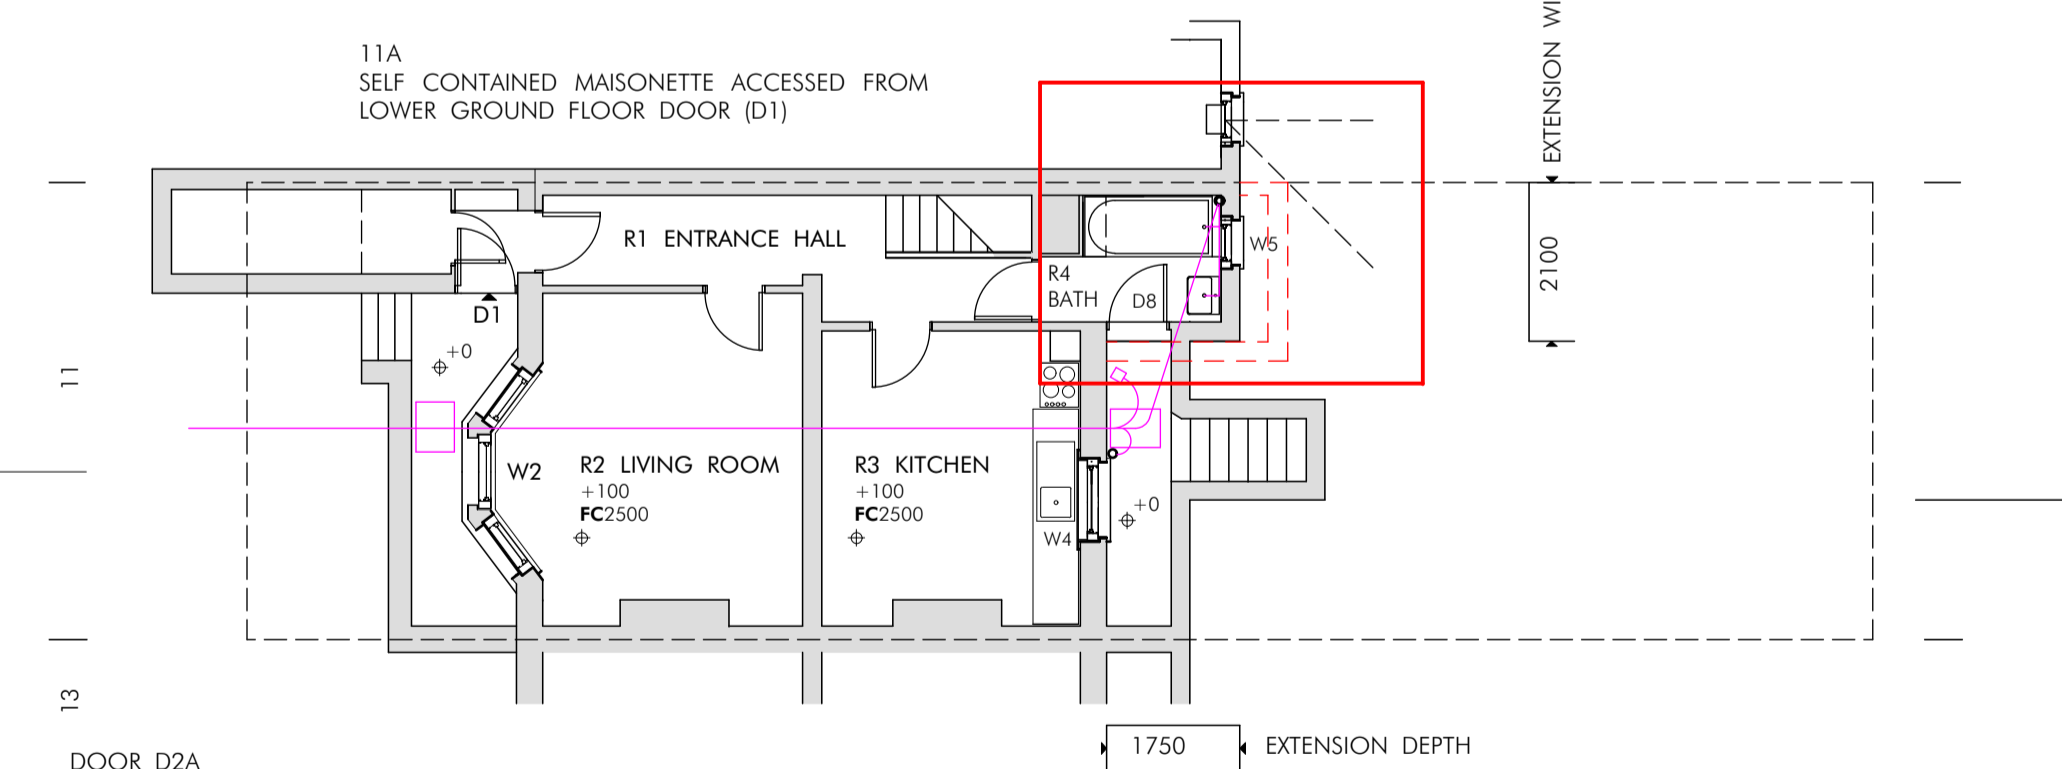 EXTENSION WI
11A
SELF CONTAINED MAISONETTE ACCESSED FROM
LOWER GROUND FLOOR DOOR (D1)
R1 ENTRANCE HALL
W5
2100
R4
BATH
D8
D1
+0
11
W2
R2 LIVING ROOM
+100
FC2500
R3 KITCHEN
+100
FC2500
W4
+0
13
1750
EXTENSION DEPTH
DOOR D2A